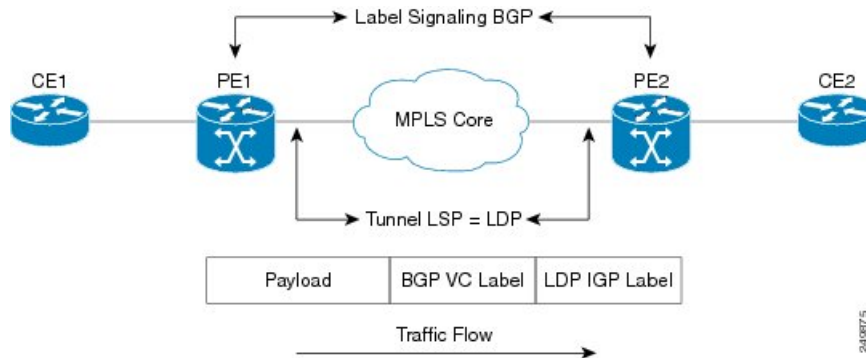 Label Signaling BGP
CE1
PE1
PE2
CE2
MPLS Core
Tunnel LSP = LDP
Payload
BGP VC Label
LDP IGP Label
Traffic Flow
249875